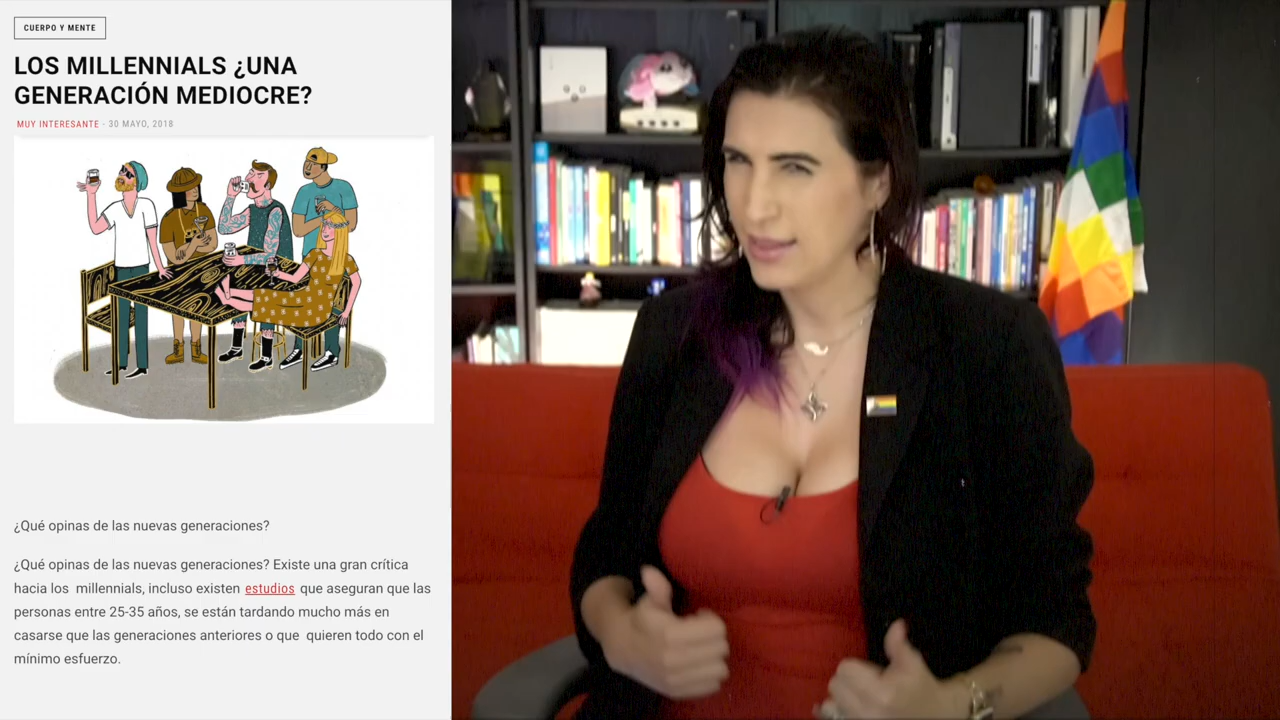 CUERPO Y MENTE
LOS MILLENNIALS ¿UNA
GENERACIÓN MEDIOCRE?
MUY INTERESANTE - 30 MAYO, 2018
¿Qué opinas de las nuevas generaciones?
¿Qué opinas de las nuevas generaciones? Existe una gran crítica
hacia los millennials, incluso existen estudios que aseguran que las
personas entre 25-35 años, se están tardando mucho más en
casarse que las generaciones anteriores o que quieren todo con el
mínimo esfuerzo.